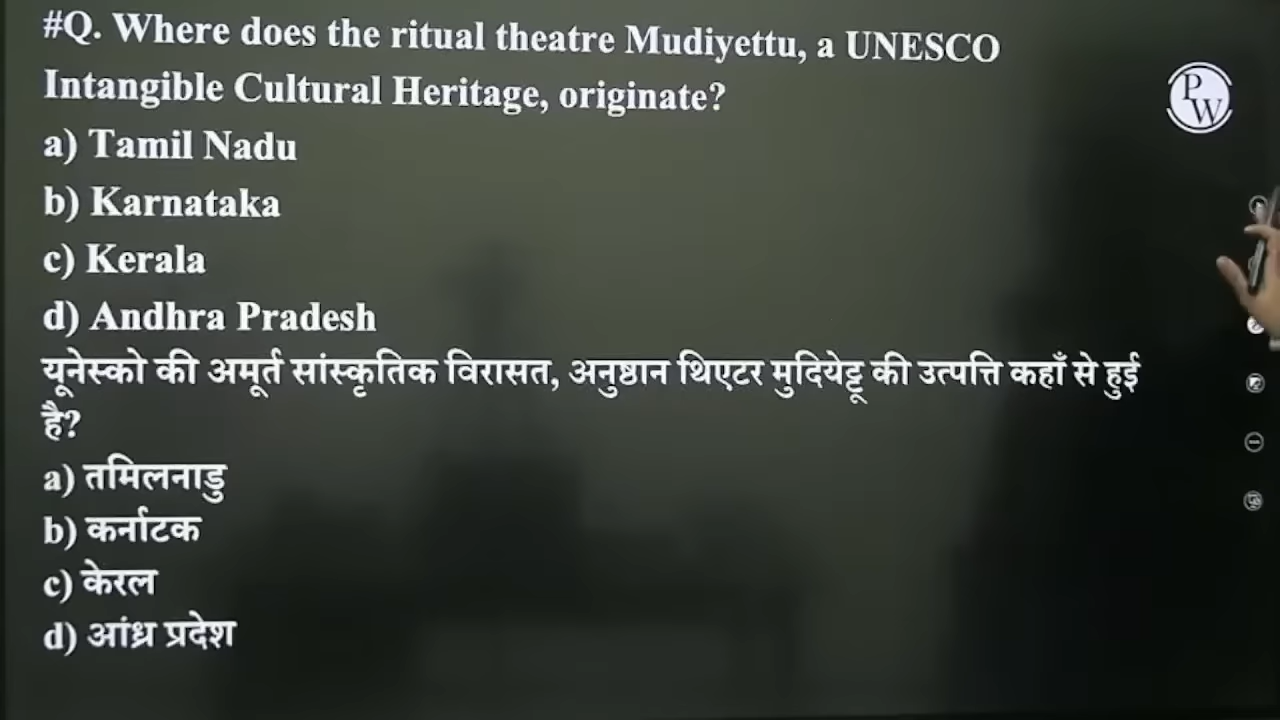 #Q. Where does the ritual theatre Mudiyettu, a UNESCO
Intangible Cultural Heritage, originate?
a) Tamil Nadu
b) Karnataka
c) Kerala
d) Andhra Pradesh
यूनेस्को की अमूर्त सांस्कृतिक विरासत, अनुष्ठान थिएटर मुदियेट्टू की उत्पत्ति कहाँ से हुई
है?
a) तमिलनाडु
b) कर्नाटक
c) केरल
d) आंध्र प्रदेश
PW